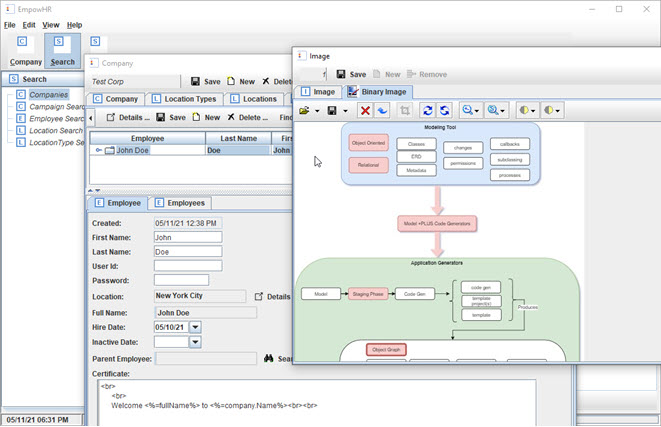 EmpowHR
File Edit View Help
Company Search S
Search
Companies
Campaign Search
Employee Search
Location Search
LocationType Se
05/11/21 06:31 PM
Company
Test Corp Save New Delete
Company Location Types Locations
Details ... Save New Delete ... Find
Employee Last Name Firs
John Doe Doe John
Employee Employees
Created: 05/11/21 12:38 PM
First Name: John
Last Name: Doe
User Id:
Password:
Location: New York City Details
Full Name: John Doe
Hire Date: 05/10/21
Inactive Date:
Parent Employee: Sear
Certificate:
<br>
<br>
Welcome <%=fullName%> to <%=company.Name%><br><br>
Image
Save New Remove
Image Binary Image
Modeling Tool
Object Oriented Classes changes callbacks
ERD subclassing
Relational Metadata permissions processes
Model +PLUS Code Generators
Application Generators
Model Staging Phase Code Gen
code gen
template project(s)
template
Produces
Object Graph